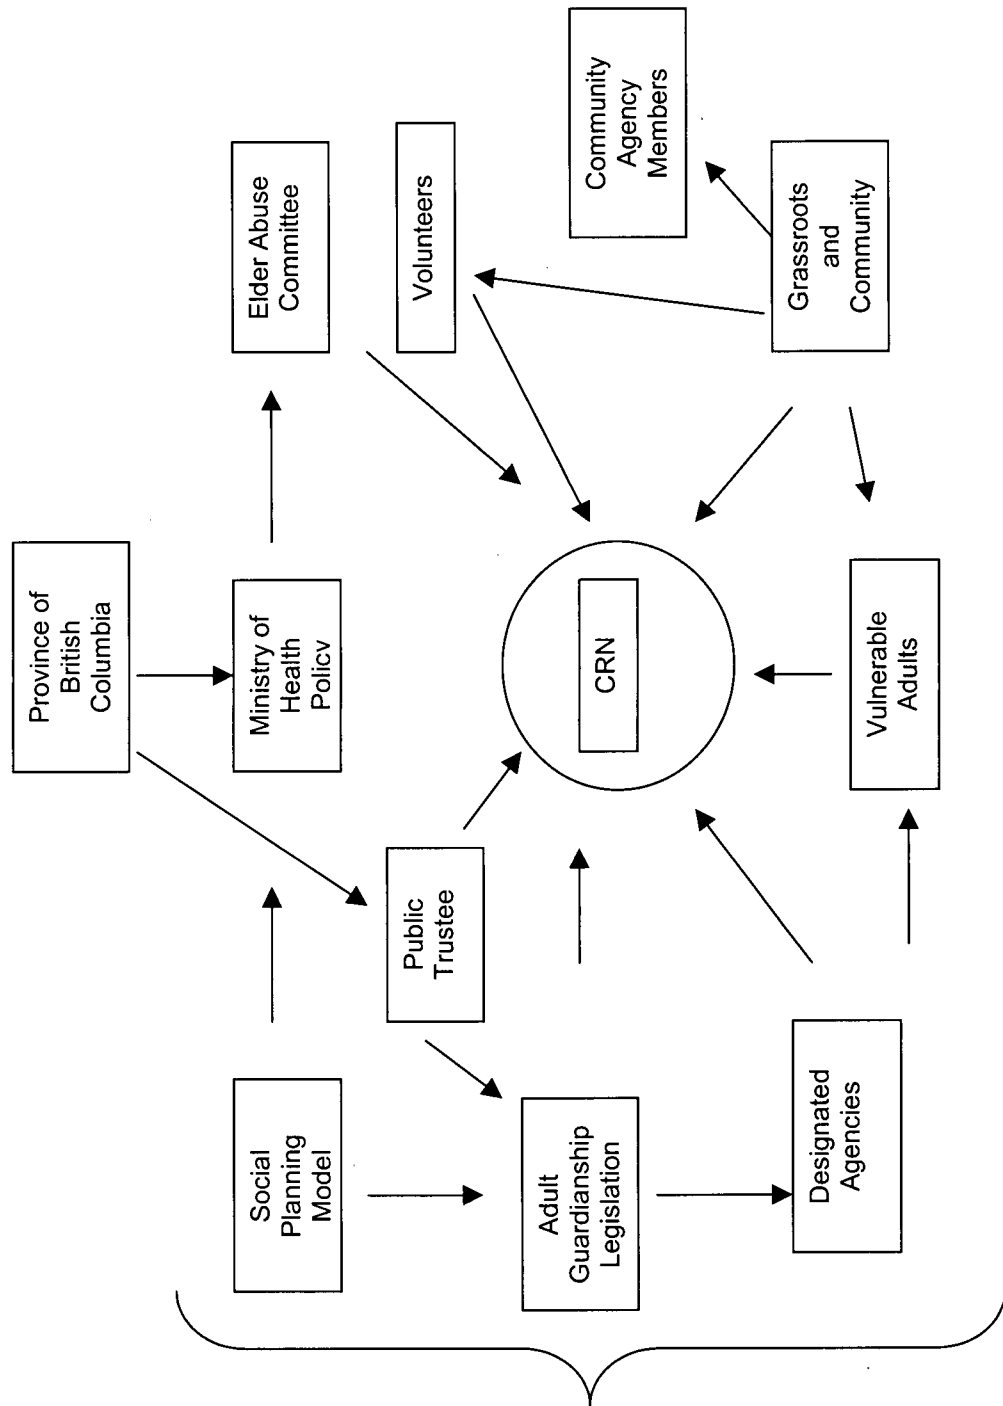 Province of
British
Columbia
Social
Planning
Model
Ministry of
Health
Policy
Elder Abuse
Committee
Public
Trustee
Volunteers
Adult
Guardianship
Legislation
CRN
Community
Agency
Members
Designated
Agencies
Grassroots
and
Community
Vulnerable
Adults